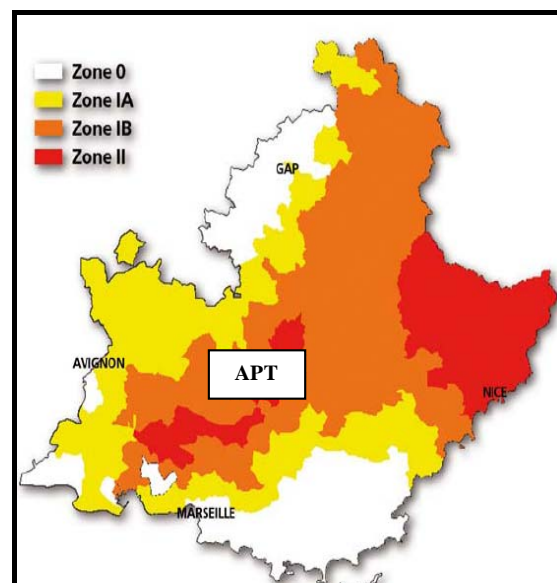 Zone 0
Zone IA
Zone IB
Zone II
GAP
AVIGNON
APT
NICE
MARSEILLE